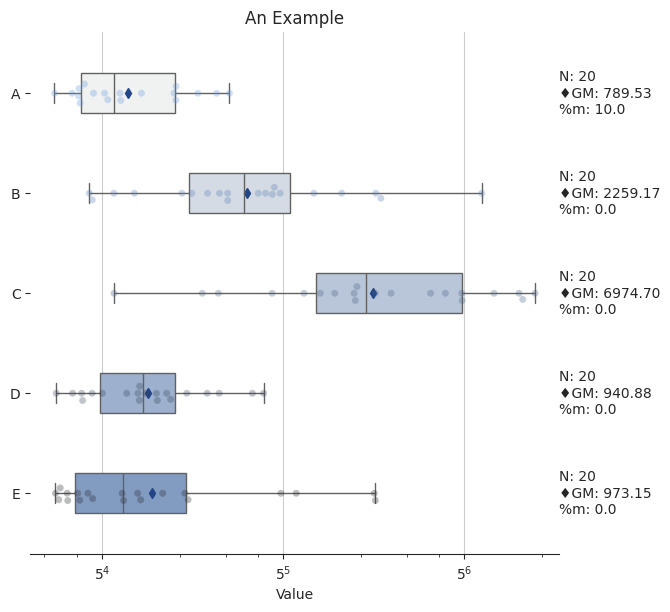 An Example
A
N: 20
♦GM: 789.53
%m: 10.0
B
N: 20
♦GM: 2259.17
%m: 0.0
C
N: 20
♦GM: 6974.70
%m: 0.0
D
N: 20
♦GM: 940.88
%m: 0.0
E
N: 20
♦GM: 973.15
%m: 0.0
5⁴ 5⁵ 5⁶
Value